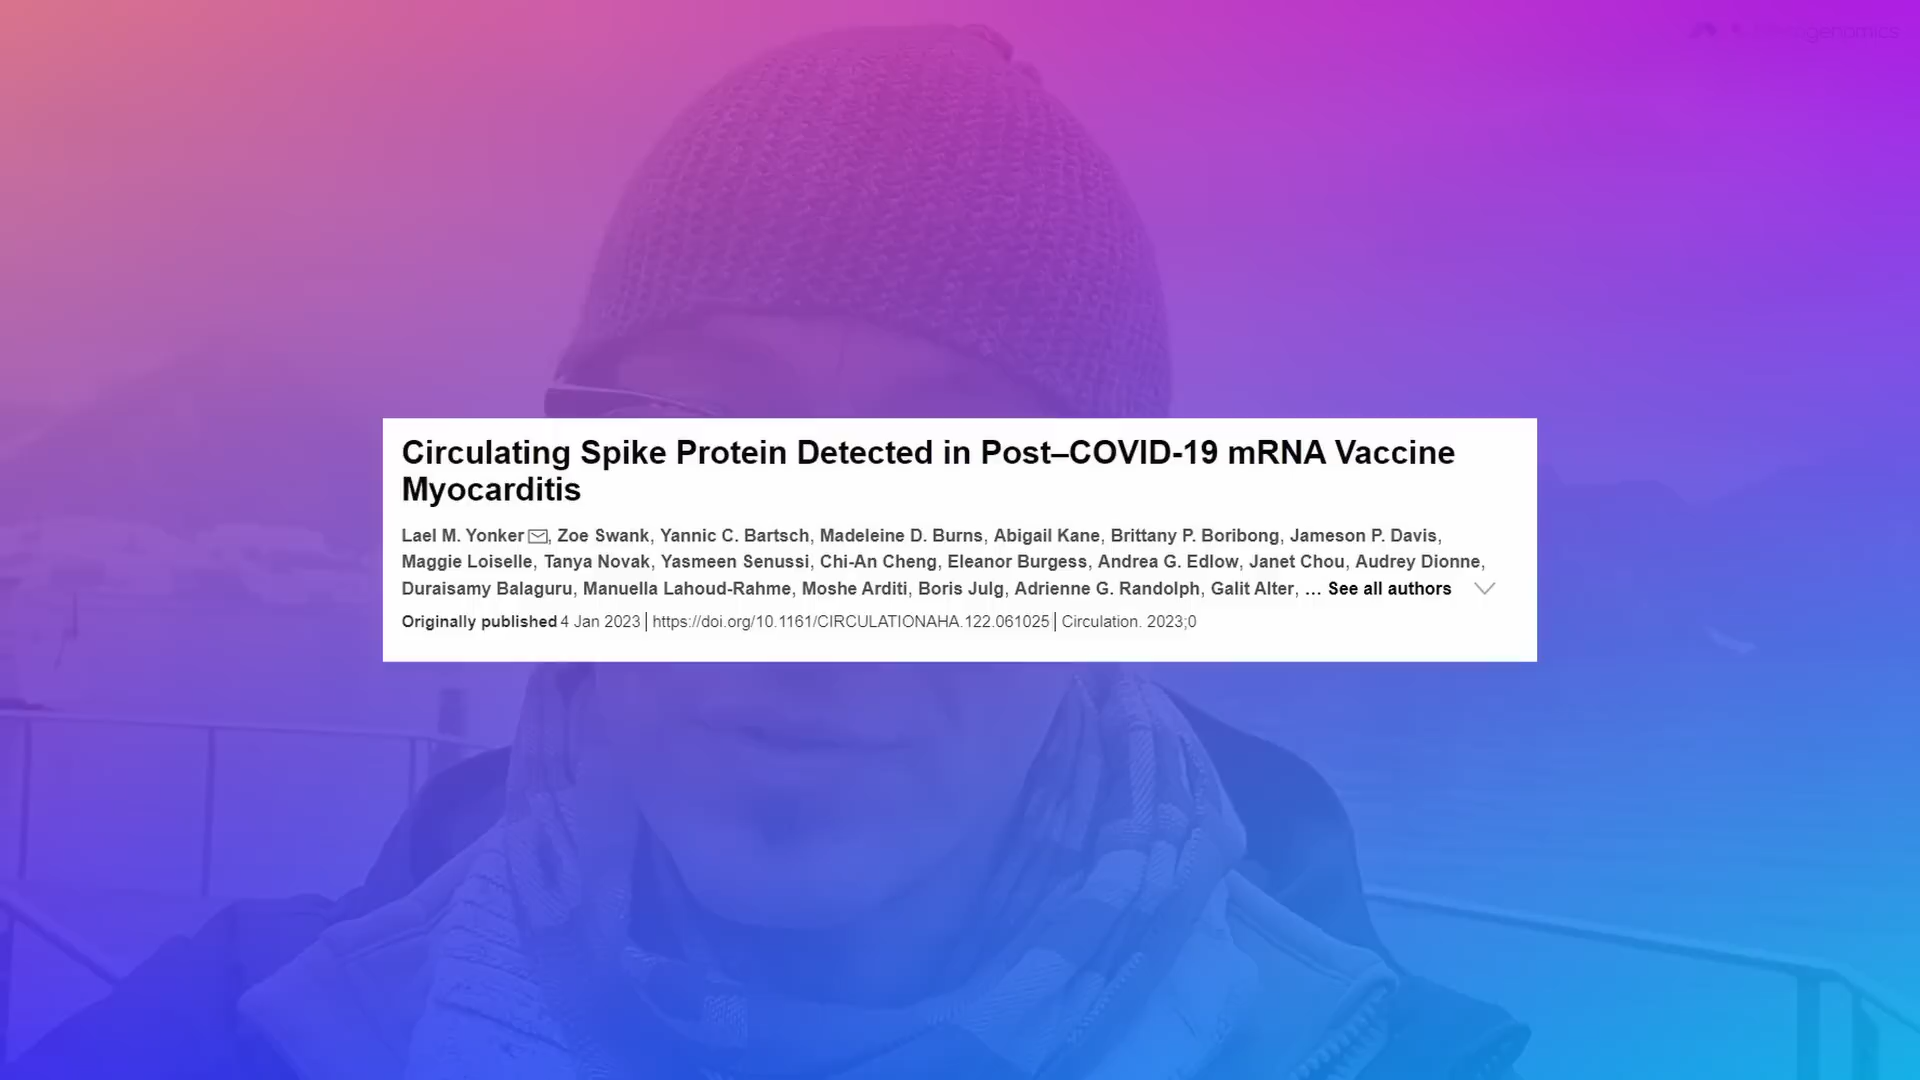 genomics
Circulating Spike Protein Detected in Post–COVID-19 mRNA Vaccine
Myocarditis
Lael M. Yonker, Zoe Swank, Yannic C. Bartsch, Madeleine D. Burns, Abigail Kane, Brittany P. Boribong, Jameson P. Davis,
Maggie Loiselle, Tanya Novak, Yasmeen Senussi, Chi-An Cheng, Eleanor Burgess, Andrea G. Edlow, Janet Chou, Audrey Dionne,
Duraisamy Balaguru, Manuella Lahoud-Rahme, Moshe Arditi, Boris Julg, Adrienne G. Randolph, Galit Alter, ... See all authors
Originally published 4 Jan 2023 | https://doi.org/10.1161/CIRCULATIONAHA.122.061025 | Circulation. 2023;0